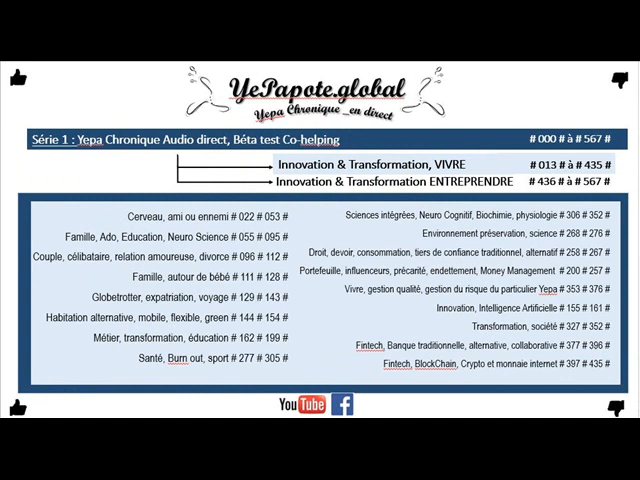 YePapote.global
Yepa Chronique _en direct
Série 1 : Yepa Chronique Audio direct, Béta test Co-helping # 000 # à # 567 #
Innovation & Transformation, VIVRE # 013 # à # 435 #
Innovation & Transformation ENTREPRENDRE # 436 # à # 567 #
Cerveau, ami ou ennemi # 022 # 053 #
Famille, Ado, Education, Neuro Science # 055 # 095 #
Couple, célibataire, relation amoureuse, divorce # 096 # 112 #
Famille, autour de bébé # 111 # 128 #
Globetrotter, expatriation, voyage # 129 # 143 #
Habitation alternative, mobile, flexible, green # 144 # 154 #
Métier, transformation, éducation # 162 # 199 #
Santé, Burn out, sport # 277 # 305 #
Sciences intégrées, Neuro Cognitif, Biochimie, physiologie # 306 # 352 #
Environnement préservation, science # 268 # 276 #
Droit, devoir, consommation, tiers de confiance traditionnel, alternatif # 258 # 267 #
Portefeuille, influenceurs, précarité, endettement, Money Management # 200 # 257 #
Vivre, gestion qualité, gestion du risque du particulier Yepa # 353 # 376 #
Innovation, Intelligence Artificielle # 155 # 161 #
Transformation, société # 327 # 352 #
Fintech, Banque traditionnelle, alternative, collaborative # 377 # 396 #
Fintech, BlockChain, Crypto et monnaie internet # 397 # 435 #
YouTube f